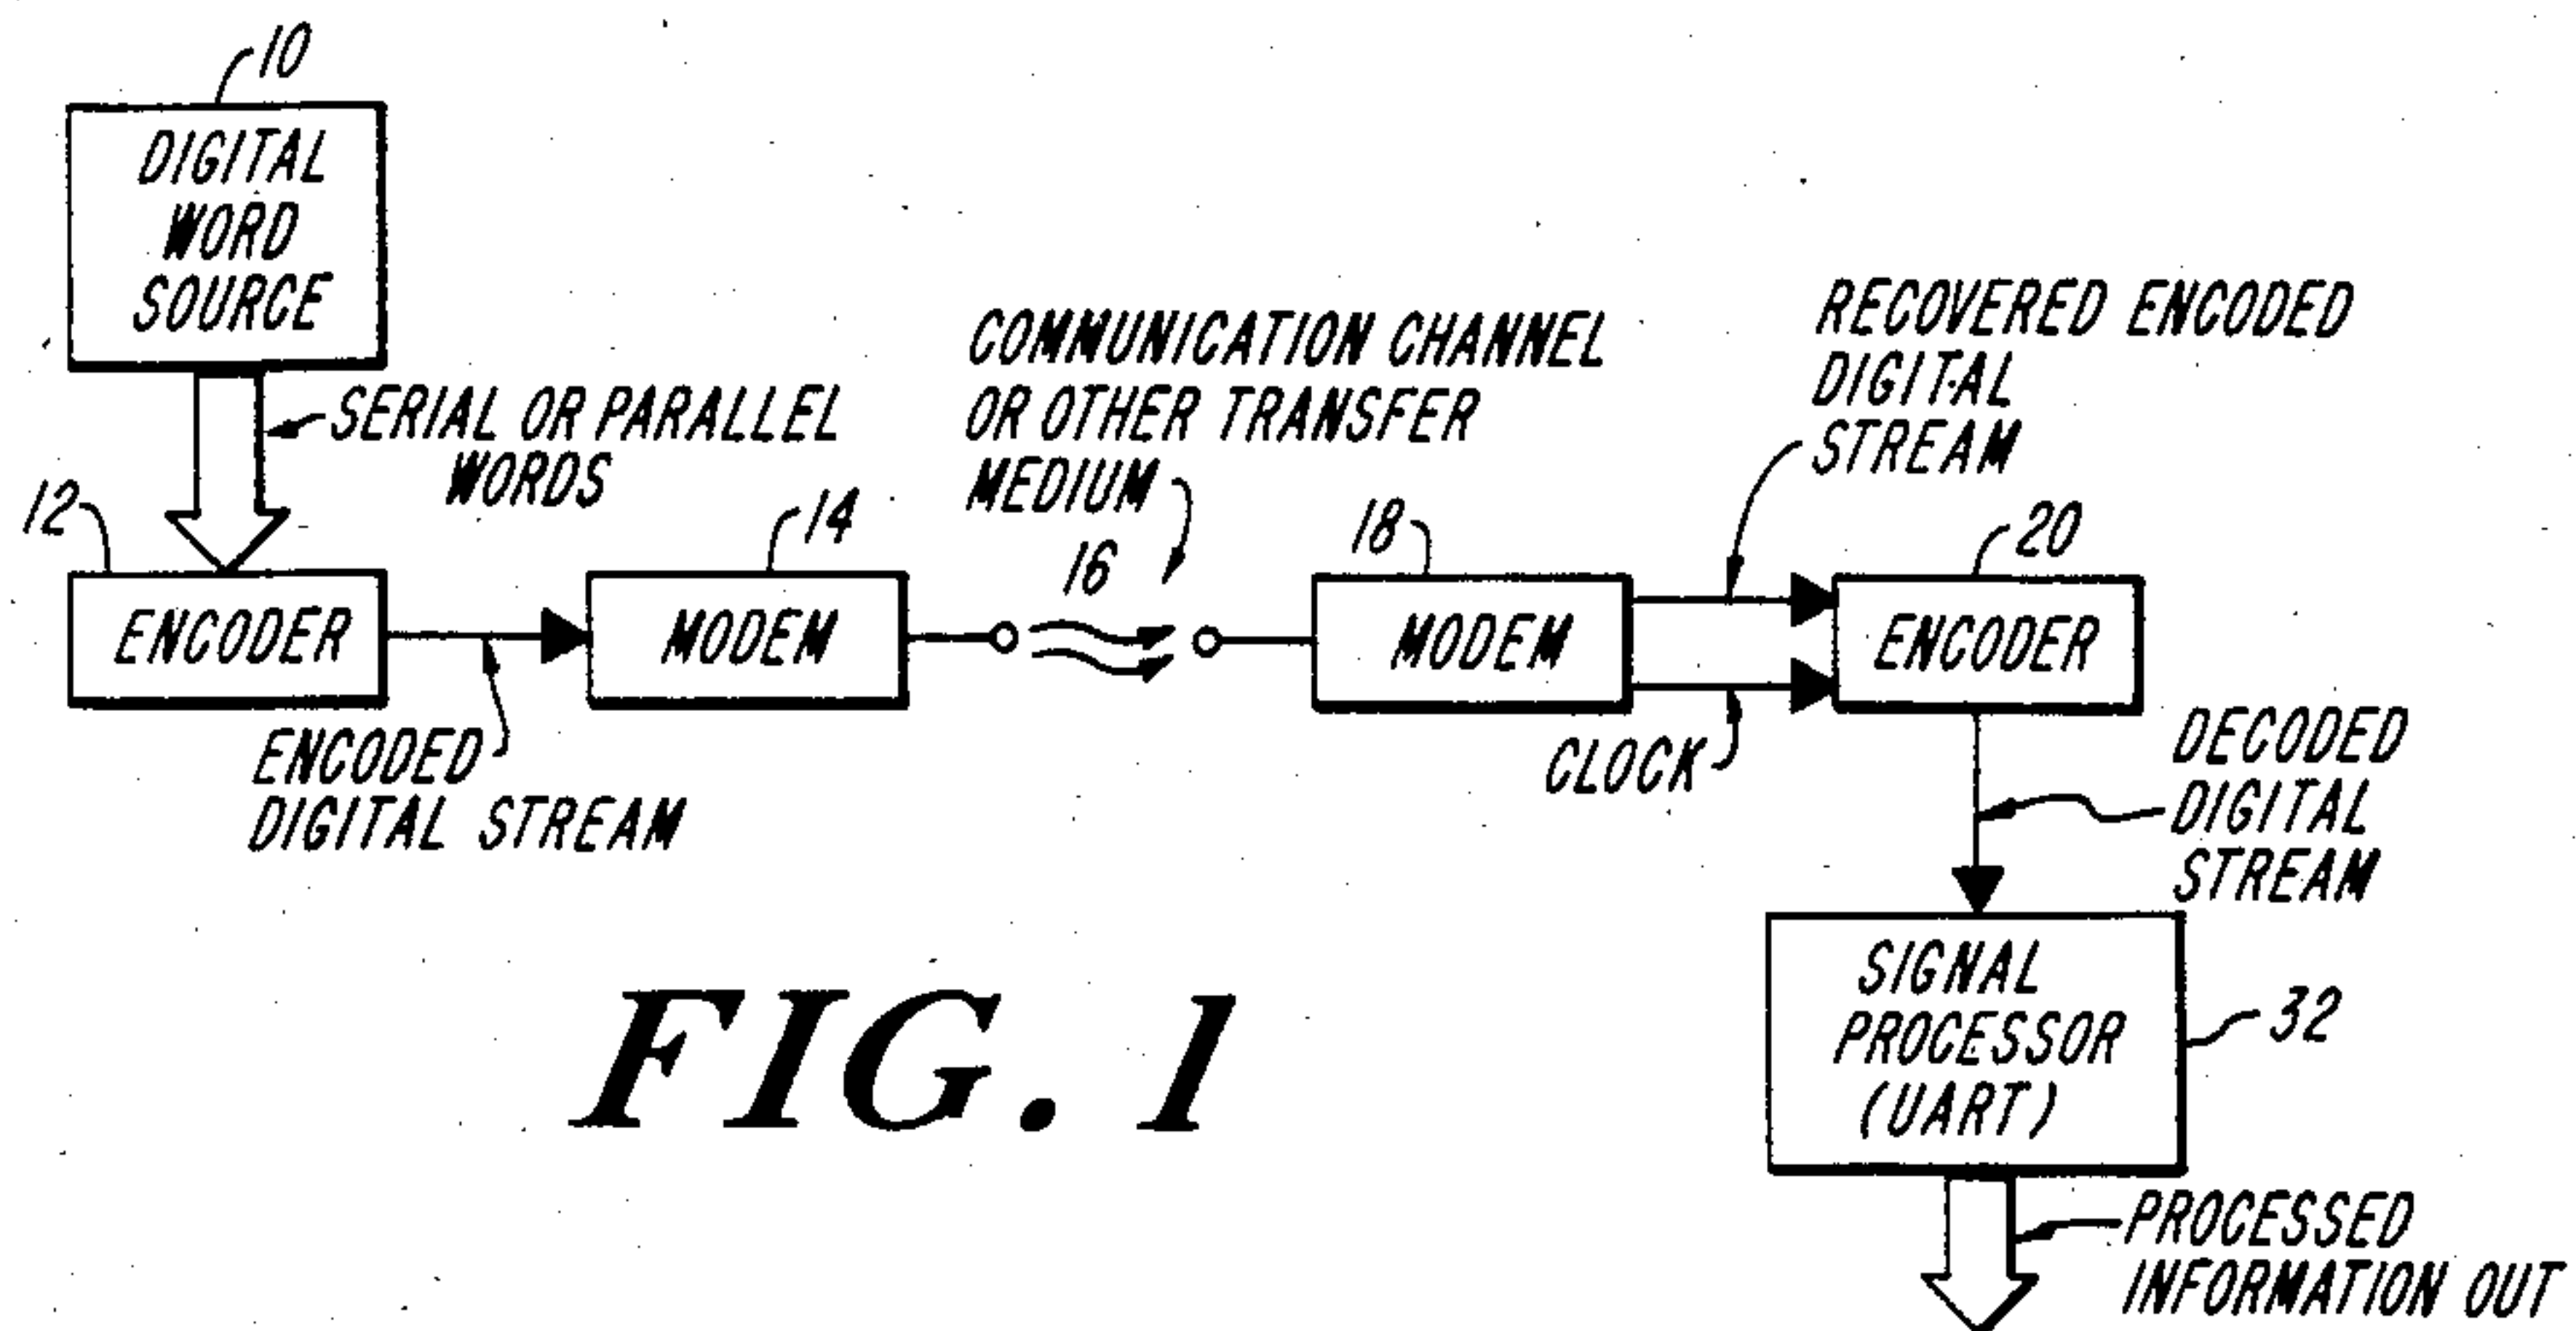 10
DIGITAL
WORD
SOURCE
SERIAL OR PARALLEL
WORDS
12
ENCODER
ENCODED
DIGITAL STREAM
14
MODEM
COMMUNICATION CHANNEL
OR OTHER TRANSFER
MEDIUM
16
18
MODEM
RECOVERED ENCODED
DIGITAL
STREAM
CLOCK
20
ENCODER
DECODED
DIGITAL
STREAM
SIGNAL
PROCESSOR
(UART)
32
PROCESSED
INFORMATION OUT
FIG. 1